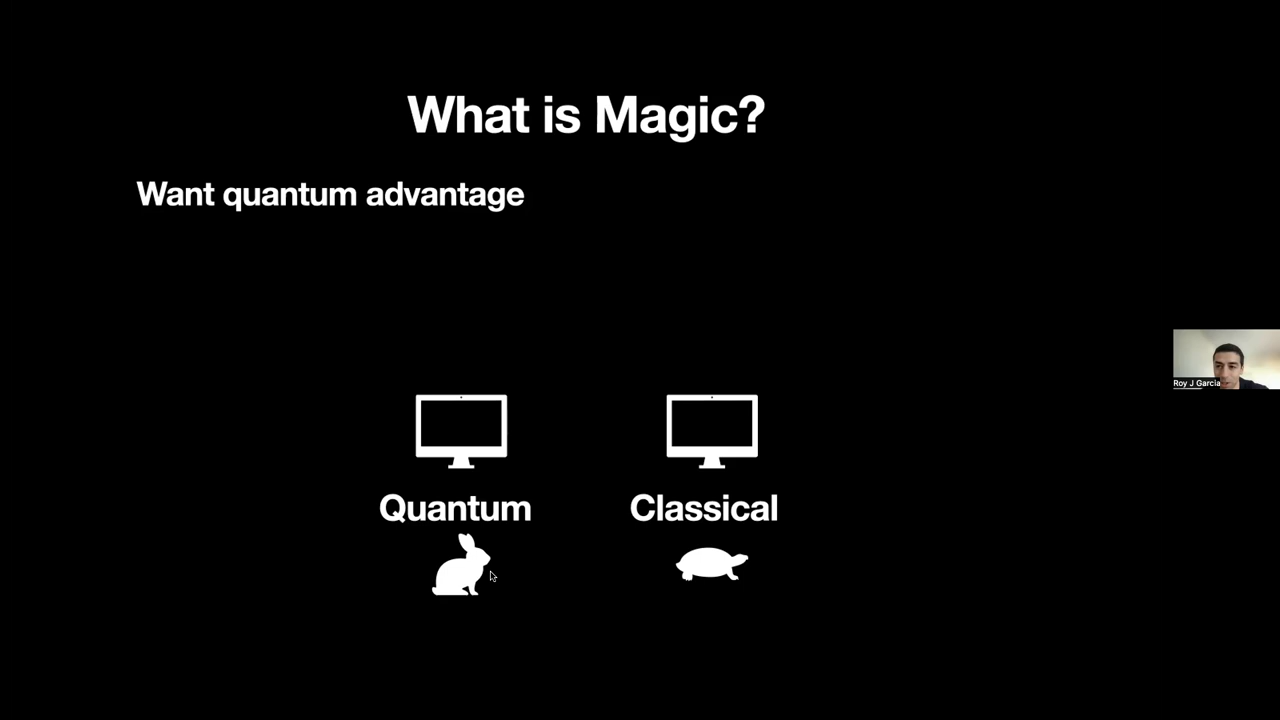 What is Magic?
Want quantum advantage
Roy J Garcia
Quantum
Classical